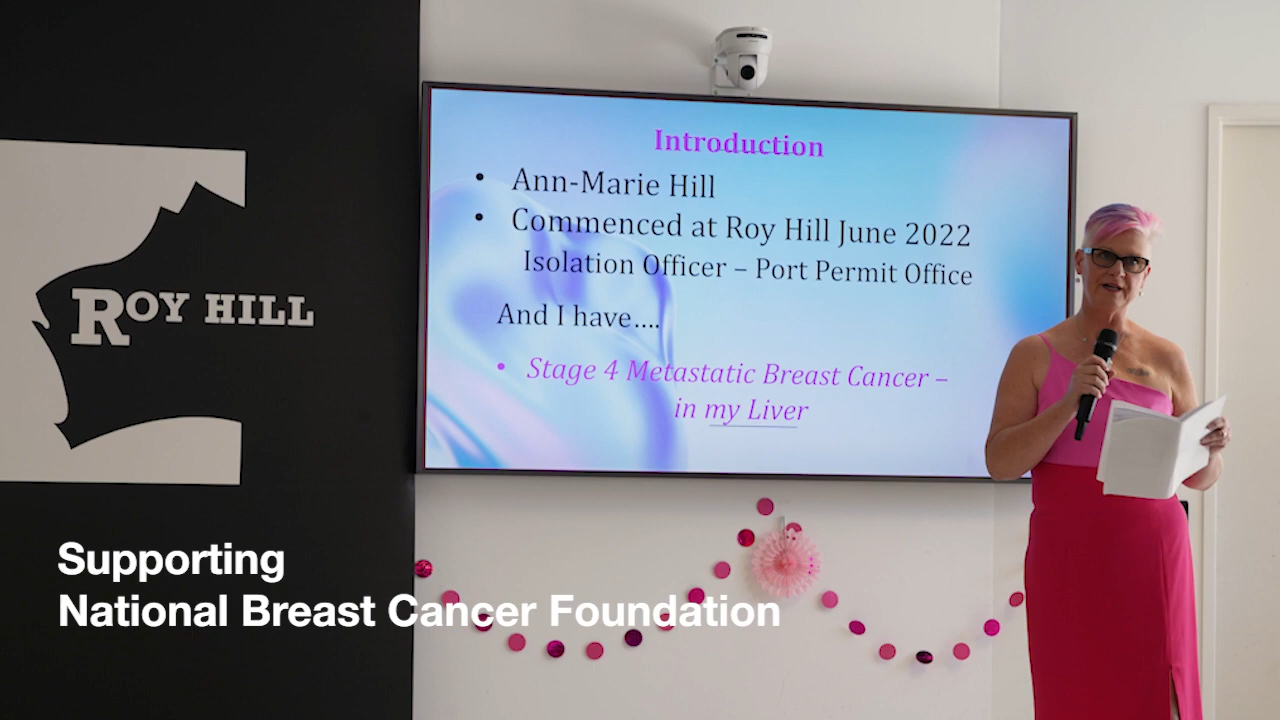 Introduction
• Ann-Marie Hill
• Commenced at Roy Hill June 2022
Isolation Officer – Port Permit Office
And I have....
• Stage 4 Metastatic Breast Cancer –
in my Liver
ROY HILL
Supporting
National Breast Cancer Foundation